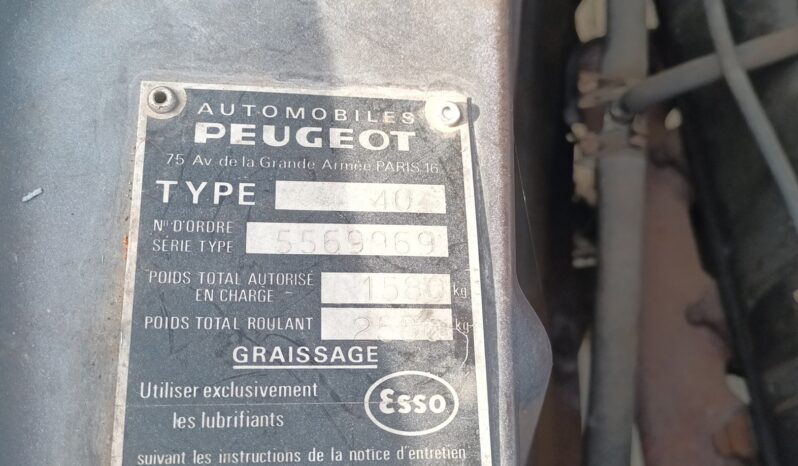 AUTOMOBILES
PEUGEOT
75 Av de la Grande Armée PARIS 16
TYPE 404
N° D'ORDRE
SÉRIE TYPE 5569969
POIDS TOTAL AUTORISÉ
EN CHARGE - 1580 kg
POIDS TOTAL ROULANT kg
GRAISSAGE
Utiliser exclusivement
les lubrifiants
Esso
suivant les instructions de la notice d'entretien